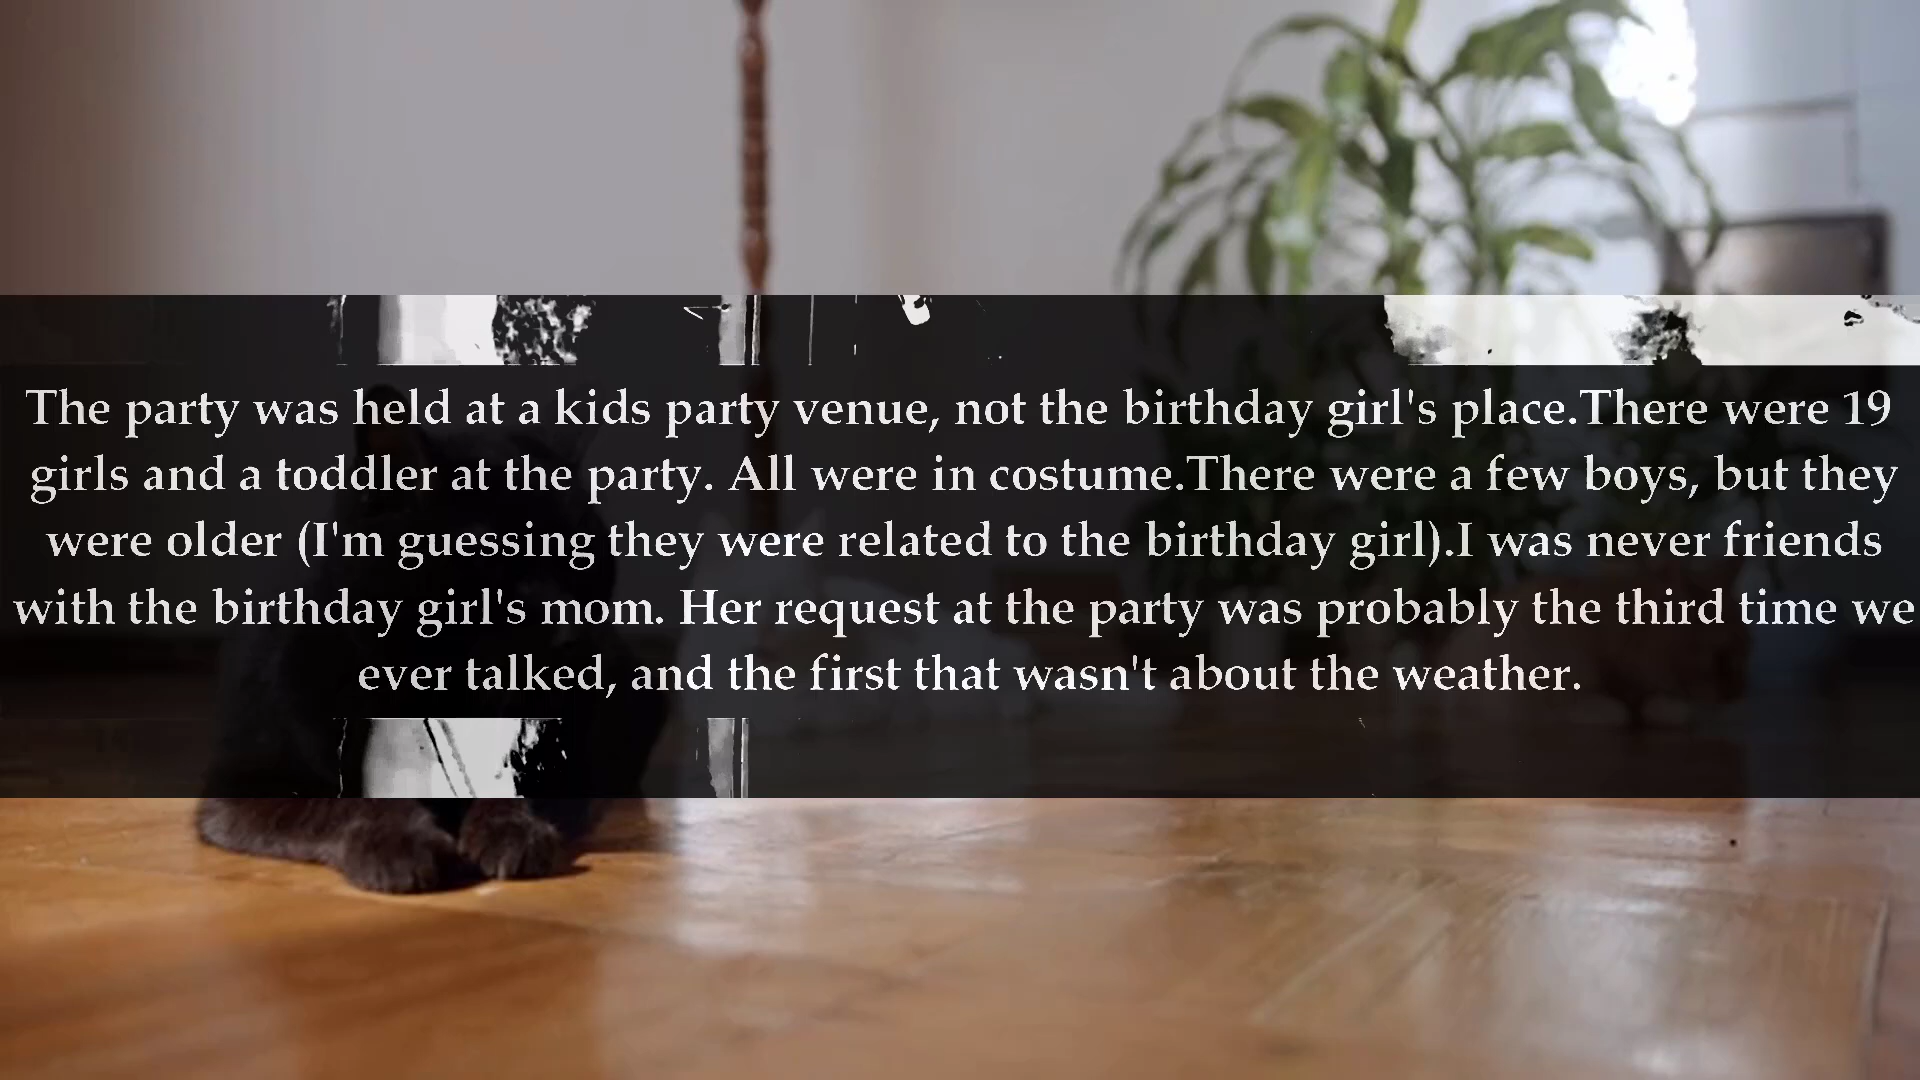 The party was held at a kids party venue, not the birthday girl's place.There were 19
girls and a toddler at the party. All were in costume.There were a few boys, but they
were older (I'm guessing they were related to the birthday girl).I was never friends
with the birthday girl's mom. Her request at the party was probably the third time we
ever talked, and the first that wasn't about the weather.